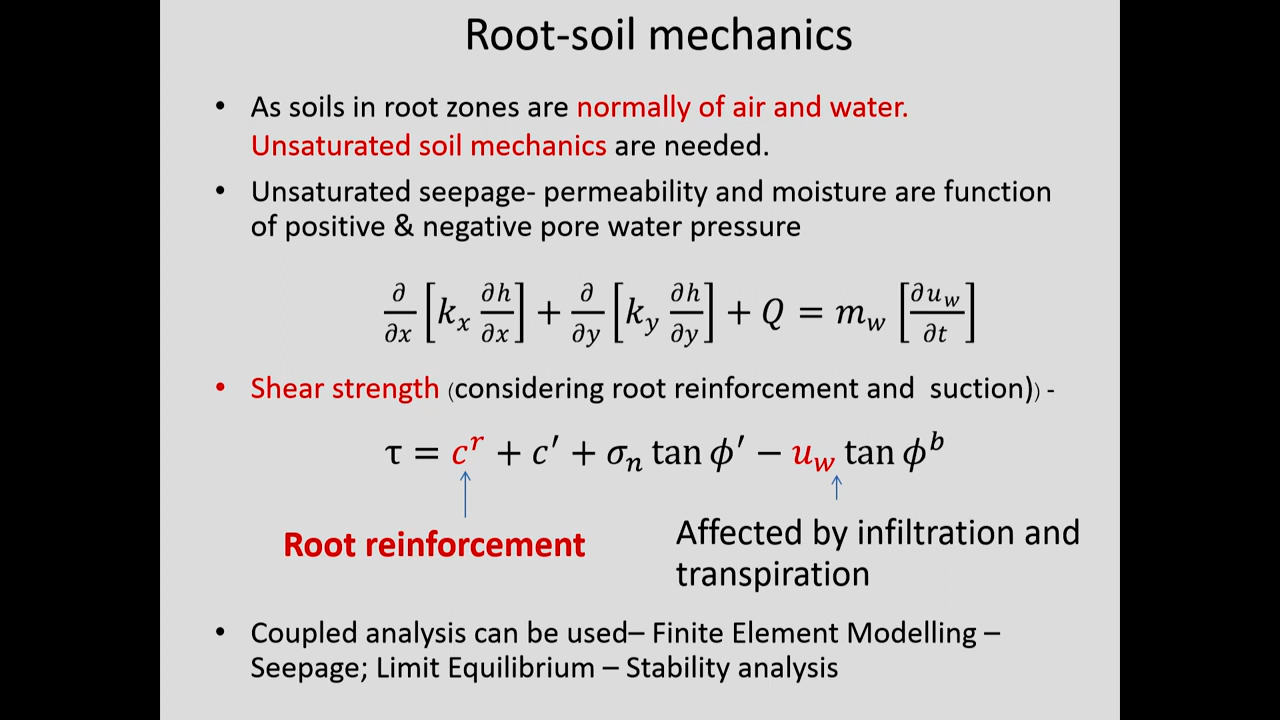 Root-soil mechanics
• As soils in root zones are normally of air and water.
Unsaturated soil mechanics are needed.
• Unsaturated seepage- permeability and moisture are function
of positive & negative pore water pressure
∂/∂x [kₓ ∂h/∂x] + ∂/∂y [k_y ∂h/∂y] + Q = m_w [∂u_w/∂t]
• Shear strength (considering root reinforcement and suction)) -
τ = c^r + c′ + σₙ tan ϕ′ − u_w tan ϕ^b
Root reinforcement
Affected by infiltration and
transpiration
• Coupled analysis can be used– Finite Element Modelling –
Seepage; Limit Equilibrium – Stability analysis